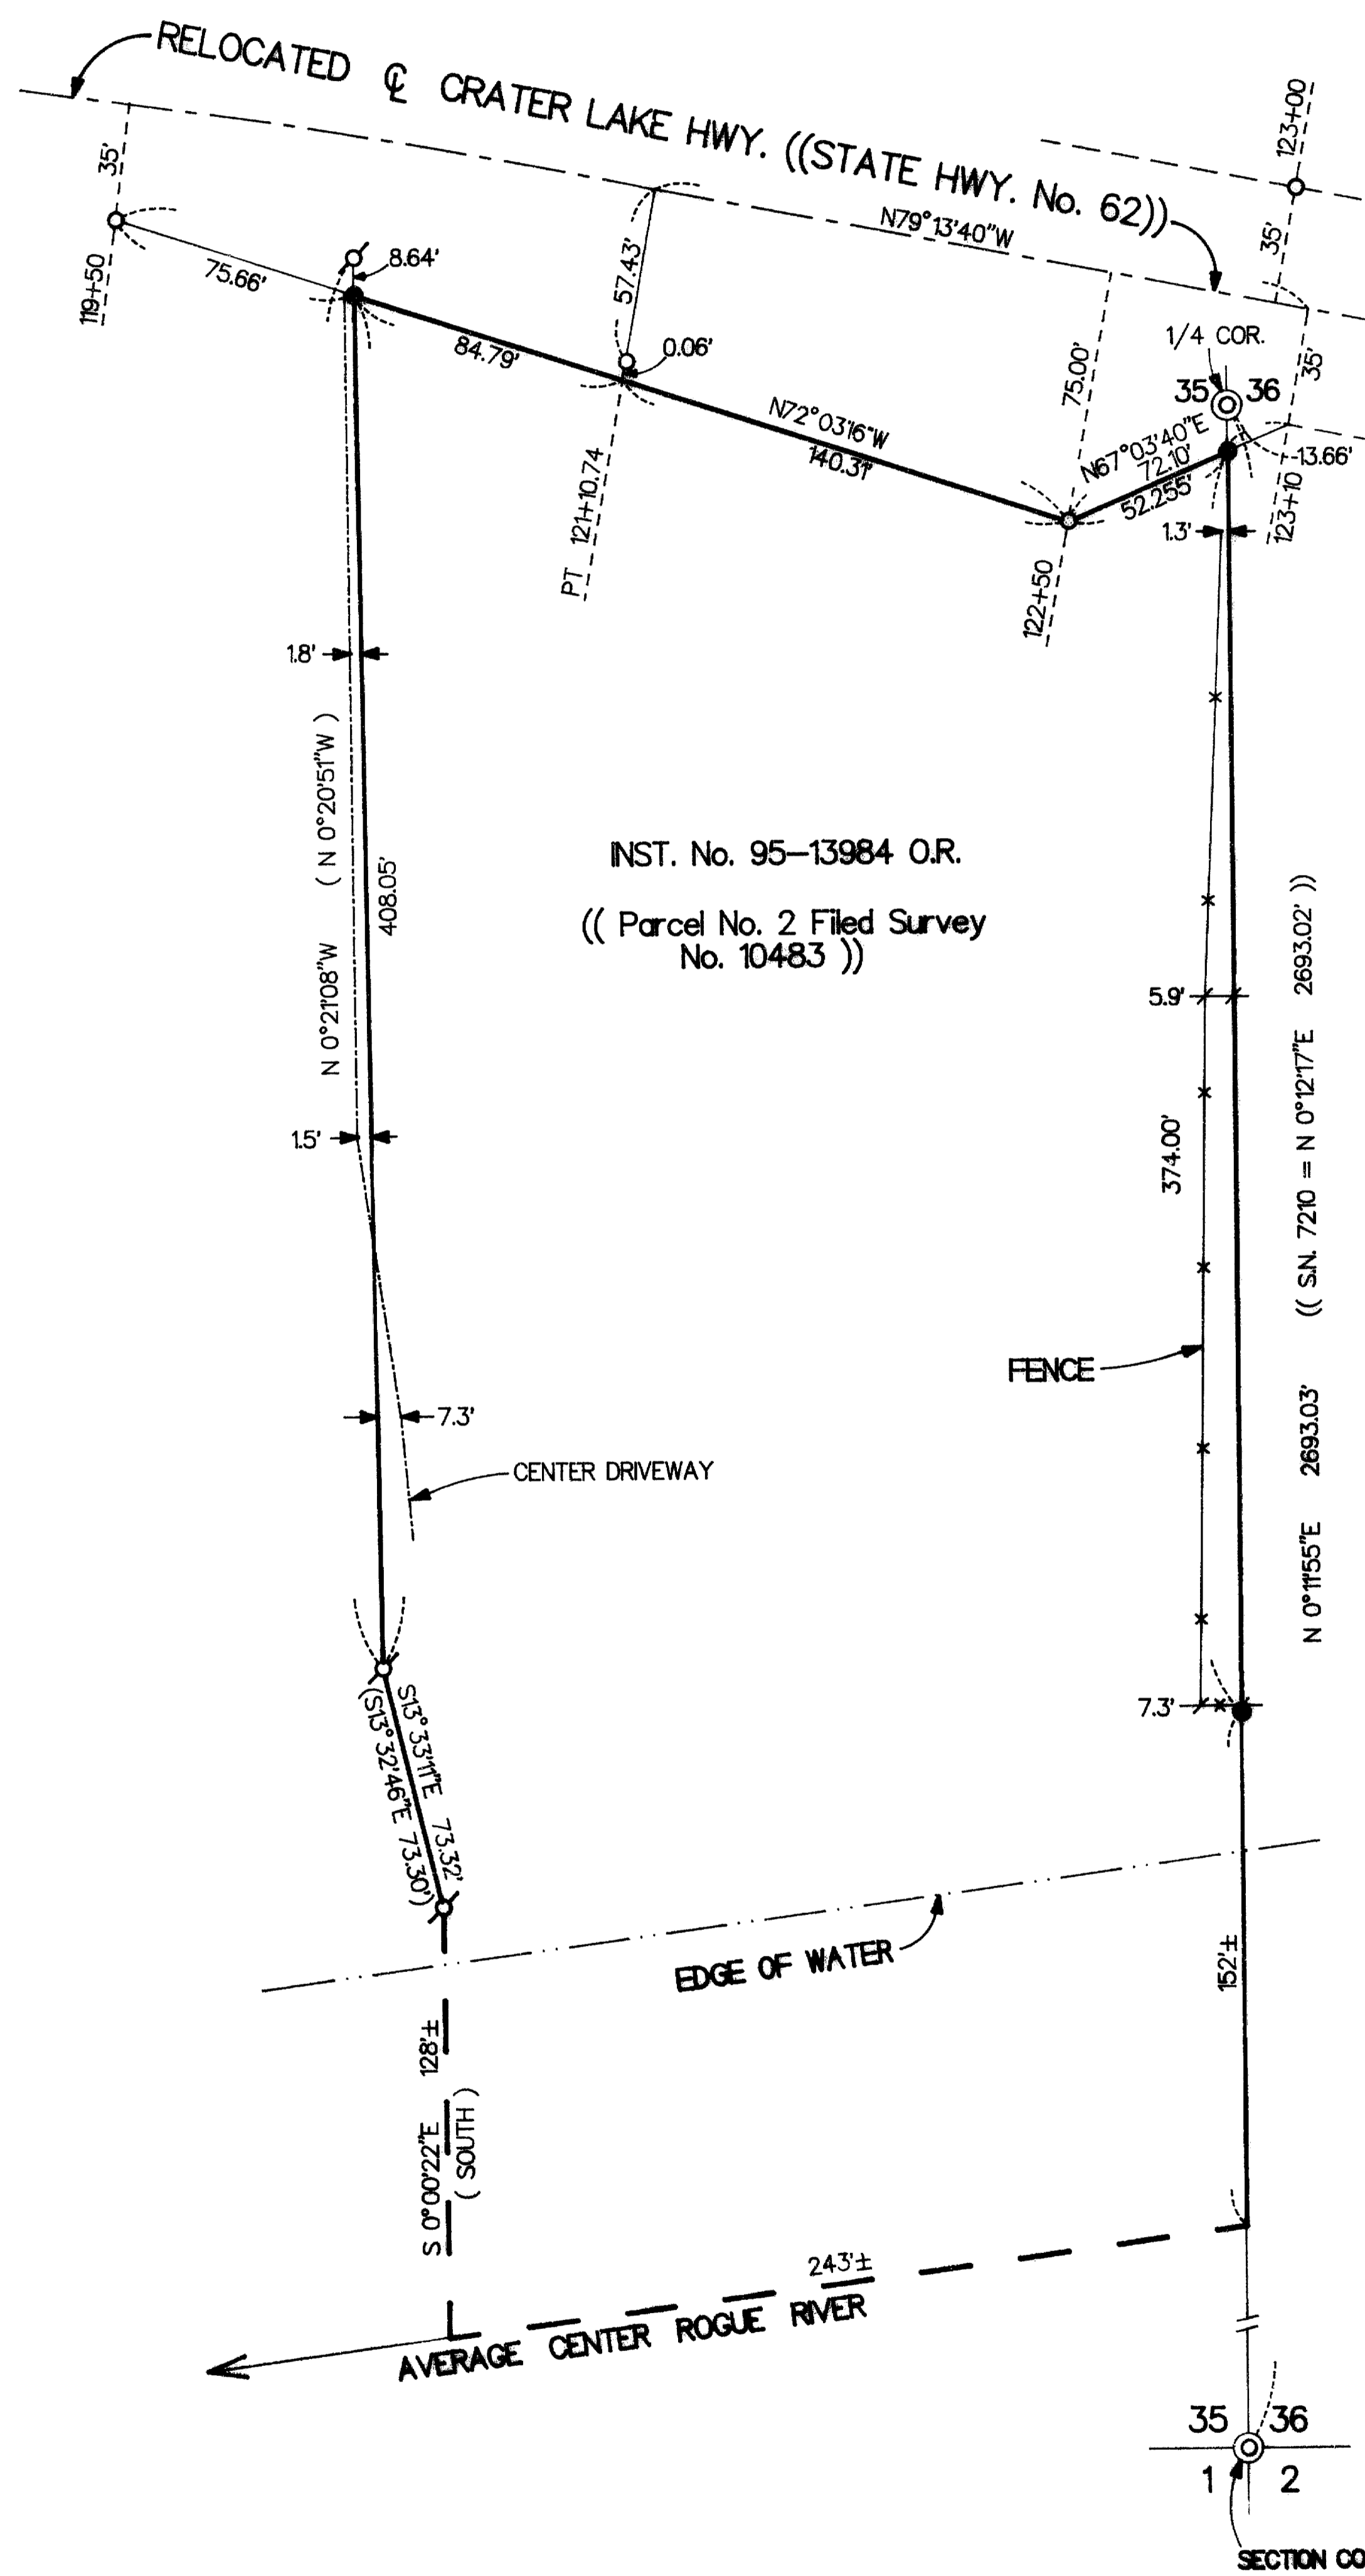 RELOCATED ℄ CRATER LAKE HWY. ((STATE HWY. No. 62))
123+00
35'
35'
N79°13'40"W
119+50
75.66'
8.64'
57.43'
0.06'
84.79'
75.00'
1/4 COR.
35 36
35'
N72°03'16"W
140.31'
N67°03'40"E
72.10'
52.255'
13.66'
123+10
1.3'
PT 121+10.74
122+50
1.8'
N 0°21'08"W ( N 0°20'51"W )
408.05'
INST. No. 95-13984 O.R.
(( Parcel No. 2 Filed Survey
No. 10483 ))
5.9'
374.00'
N 0°11'55"E 2693.03' (( S.N. 7210 = N 0°12'17"E 2693.02' ))
1.5'
FENCE
7.3'
CENTER DRIVEWAY
S13°33'11"E 73.32'
(S13°32'46"E 73.30')
7.3'
EDGE OF WATER
152'±
S 0°00'22"E 128'±
( SOUTH )
243'±
AVERAGE CENTER ROGUE RIVER
35 36
1 2
SECTION CO